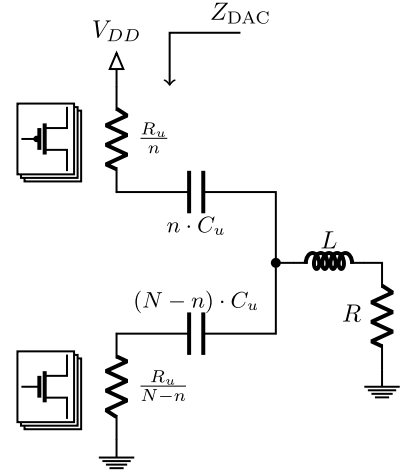 Z_DAC
V_DD
R_u/n
n · C_u
L
(N − n) · C_u
R
R_u/N−n